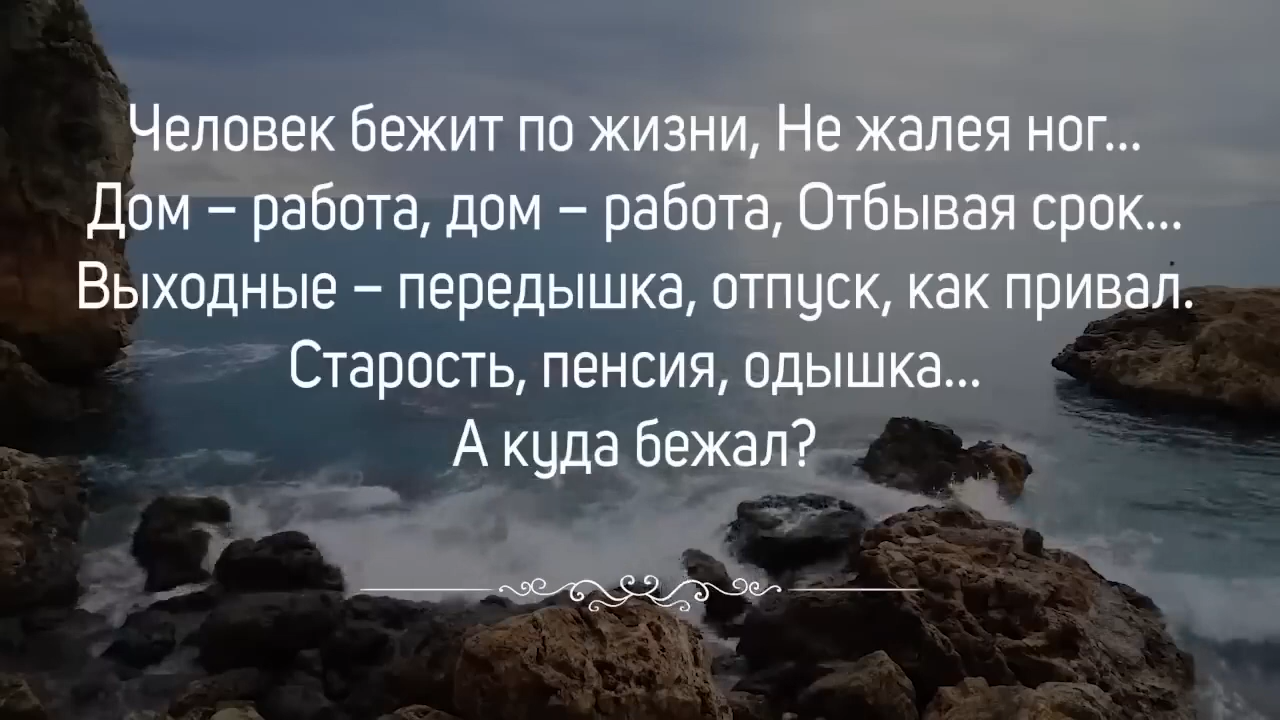 Человек бежит по жизни, Не жалея ног...
Дом – работа, дом – работа, Отбывая срок...
Выходные – передышка, отпуск, как привал.
Старость, пенсия, одышка...
А куда бежал?